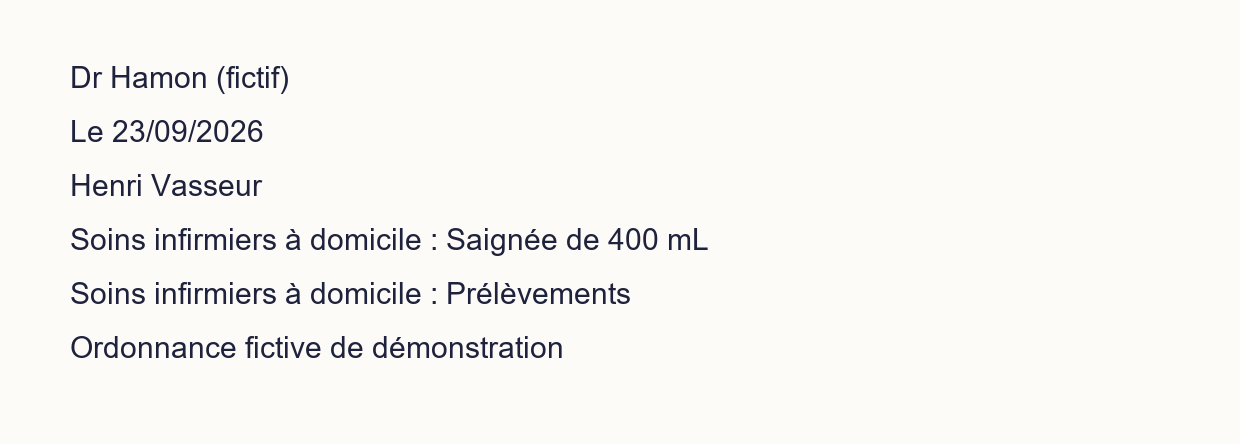 Dr Hamon (fictif)
Le 23/09/2026
Henri Vasseur
Soins infirmiers à domicile : Saignée de 400 mL
Soins infirmiers à domicile : Prélèvements
Ordonnance fictive de démonstration